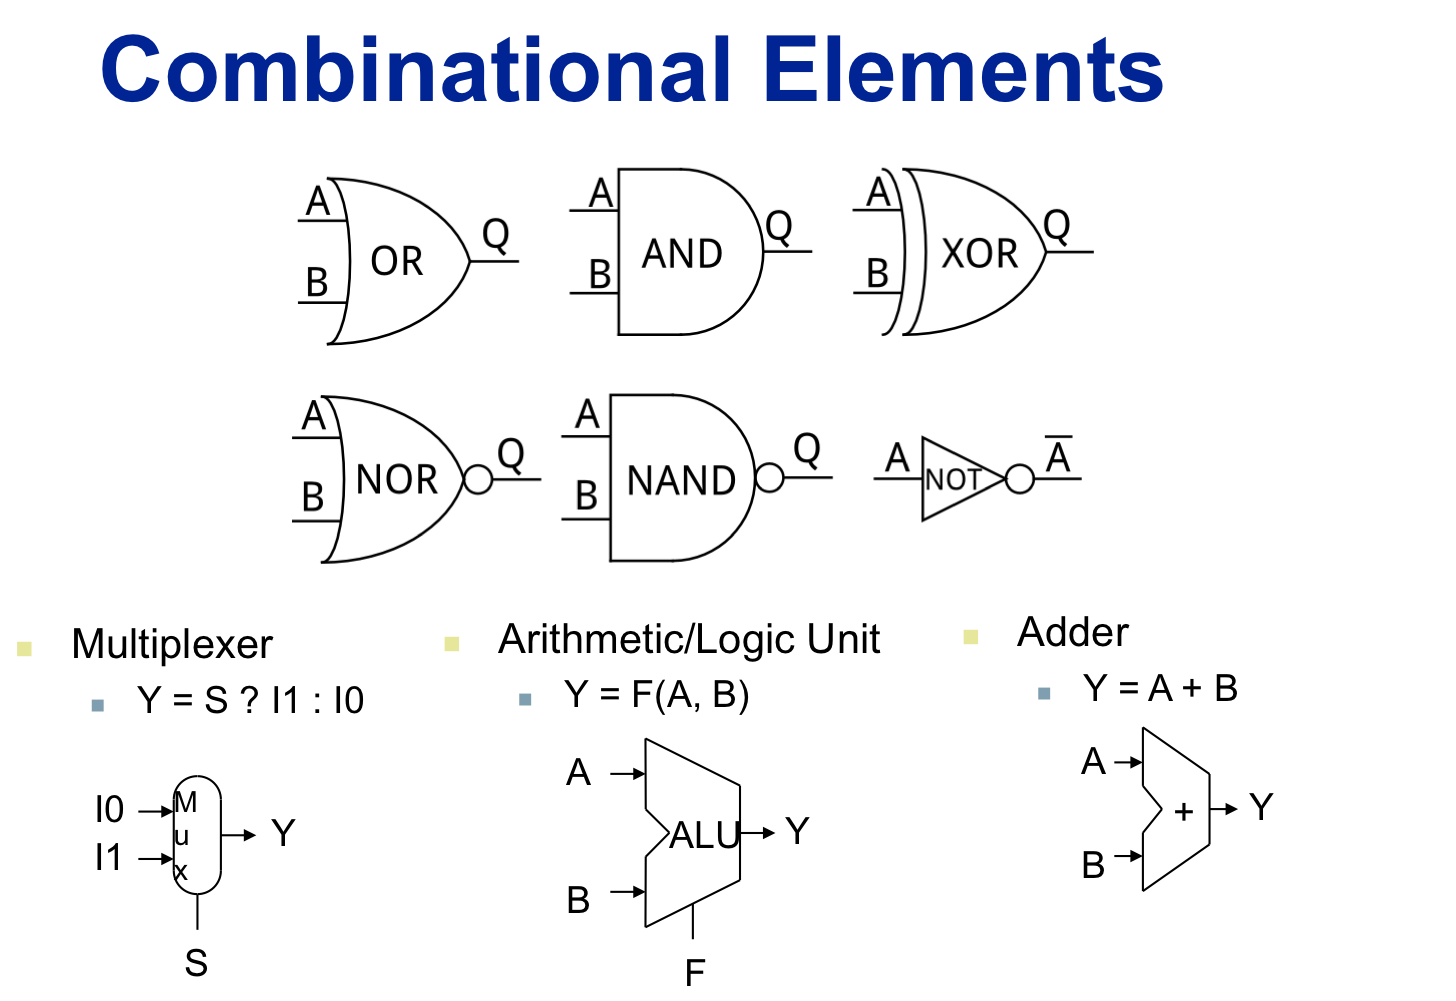 Combinational Elements
A
B
OR
Q
A
B
AND
Q
A
B
XOR
Q
A
B
NOR
Q
A
B
NAND
Q
A
NOT
A̅
Multiplexer
Y = S ? I1 : I0
I0
I1
M
u
x
Y
S
Arithmetic/Logic Unit
Y = F(A, B)
A
B
ALU
Y
F
Adder
Y = A + B
A
B
+
Y